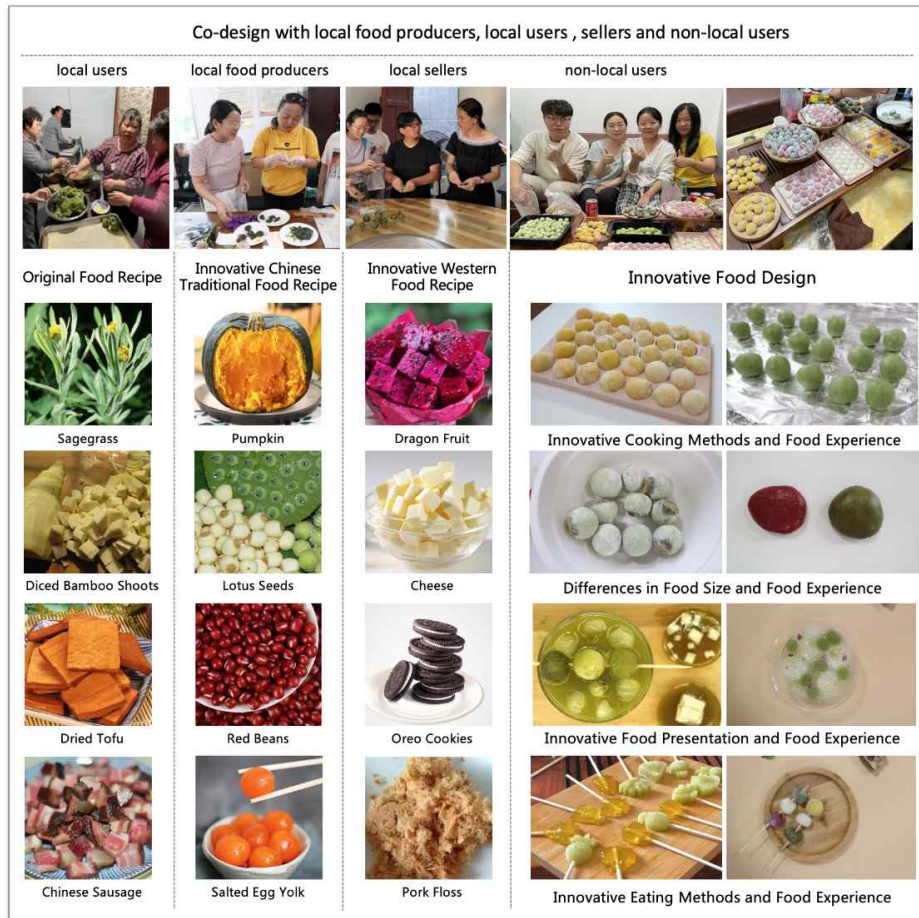 Co-design with local food producers, local users , sellers and non-local users
local users
local food producers
local sellers
non-local users
Original Food Recipe
Innovative Chinese
Traditional Food Recipe
Innovative Western
Food Recipe
Innovative Food Design
Sagegrass
Pumpkin
Dragon Fruit
Innovative Cooking Methods and Food Experience
Diced Bamboo Shoots
Lotus Seeds
Cheese
Differences in Food Size and Food Experience
Dried Tofu
Red Beans
Oreo Cookies
Innovative Food Presentation and Food Experience
Chinese Sausage
Salted Egg Yolk
Pork Floss
Innovative Eating Methods and Food Experience